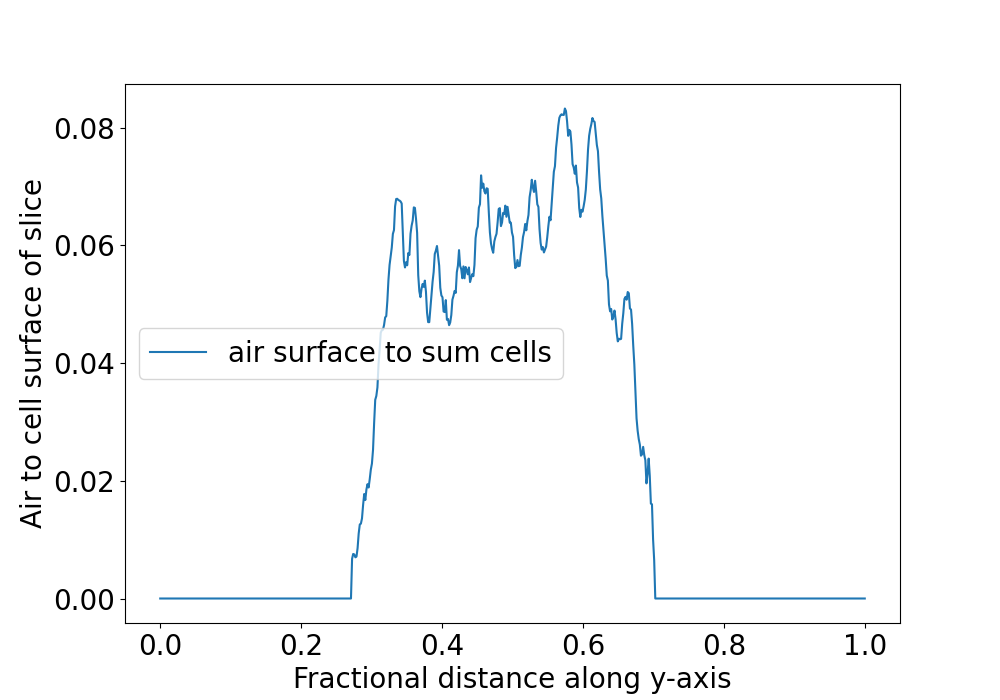 0.08
0.06
0.04
0.02
0.00
Air to cell surface of slice
air surface to sum cells
0.0 0.2 0.4 0.6 0.8 1.0
Fractional distance along y-axis